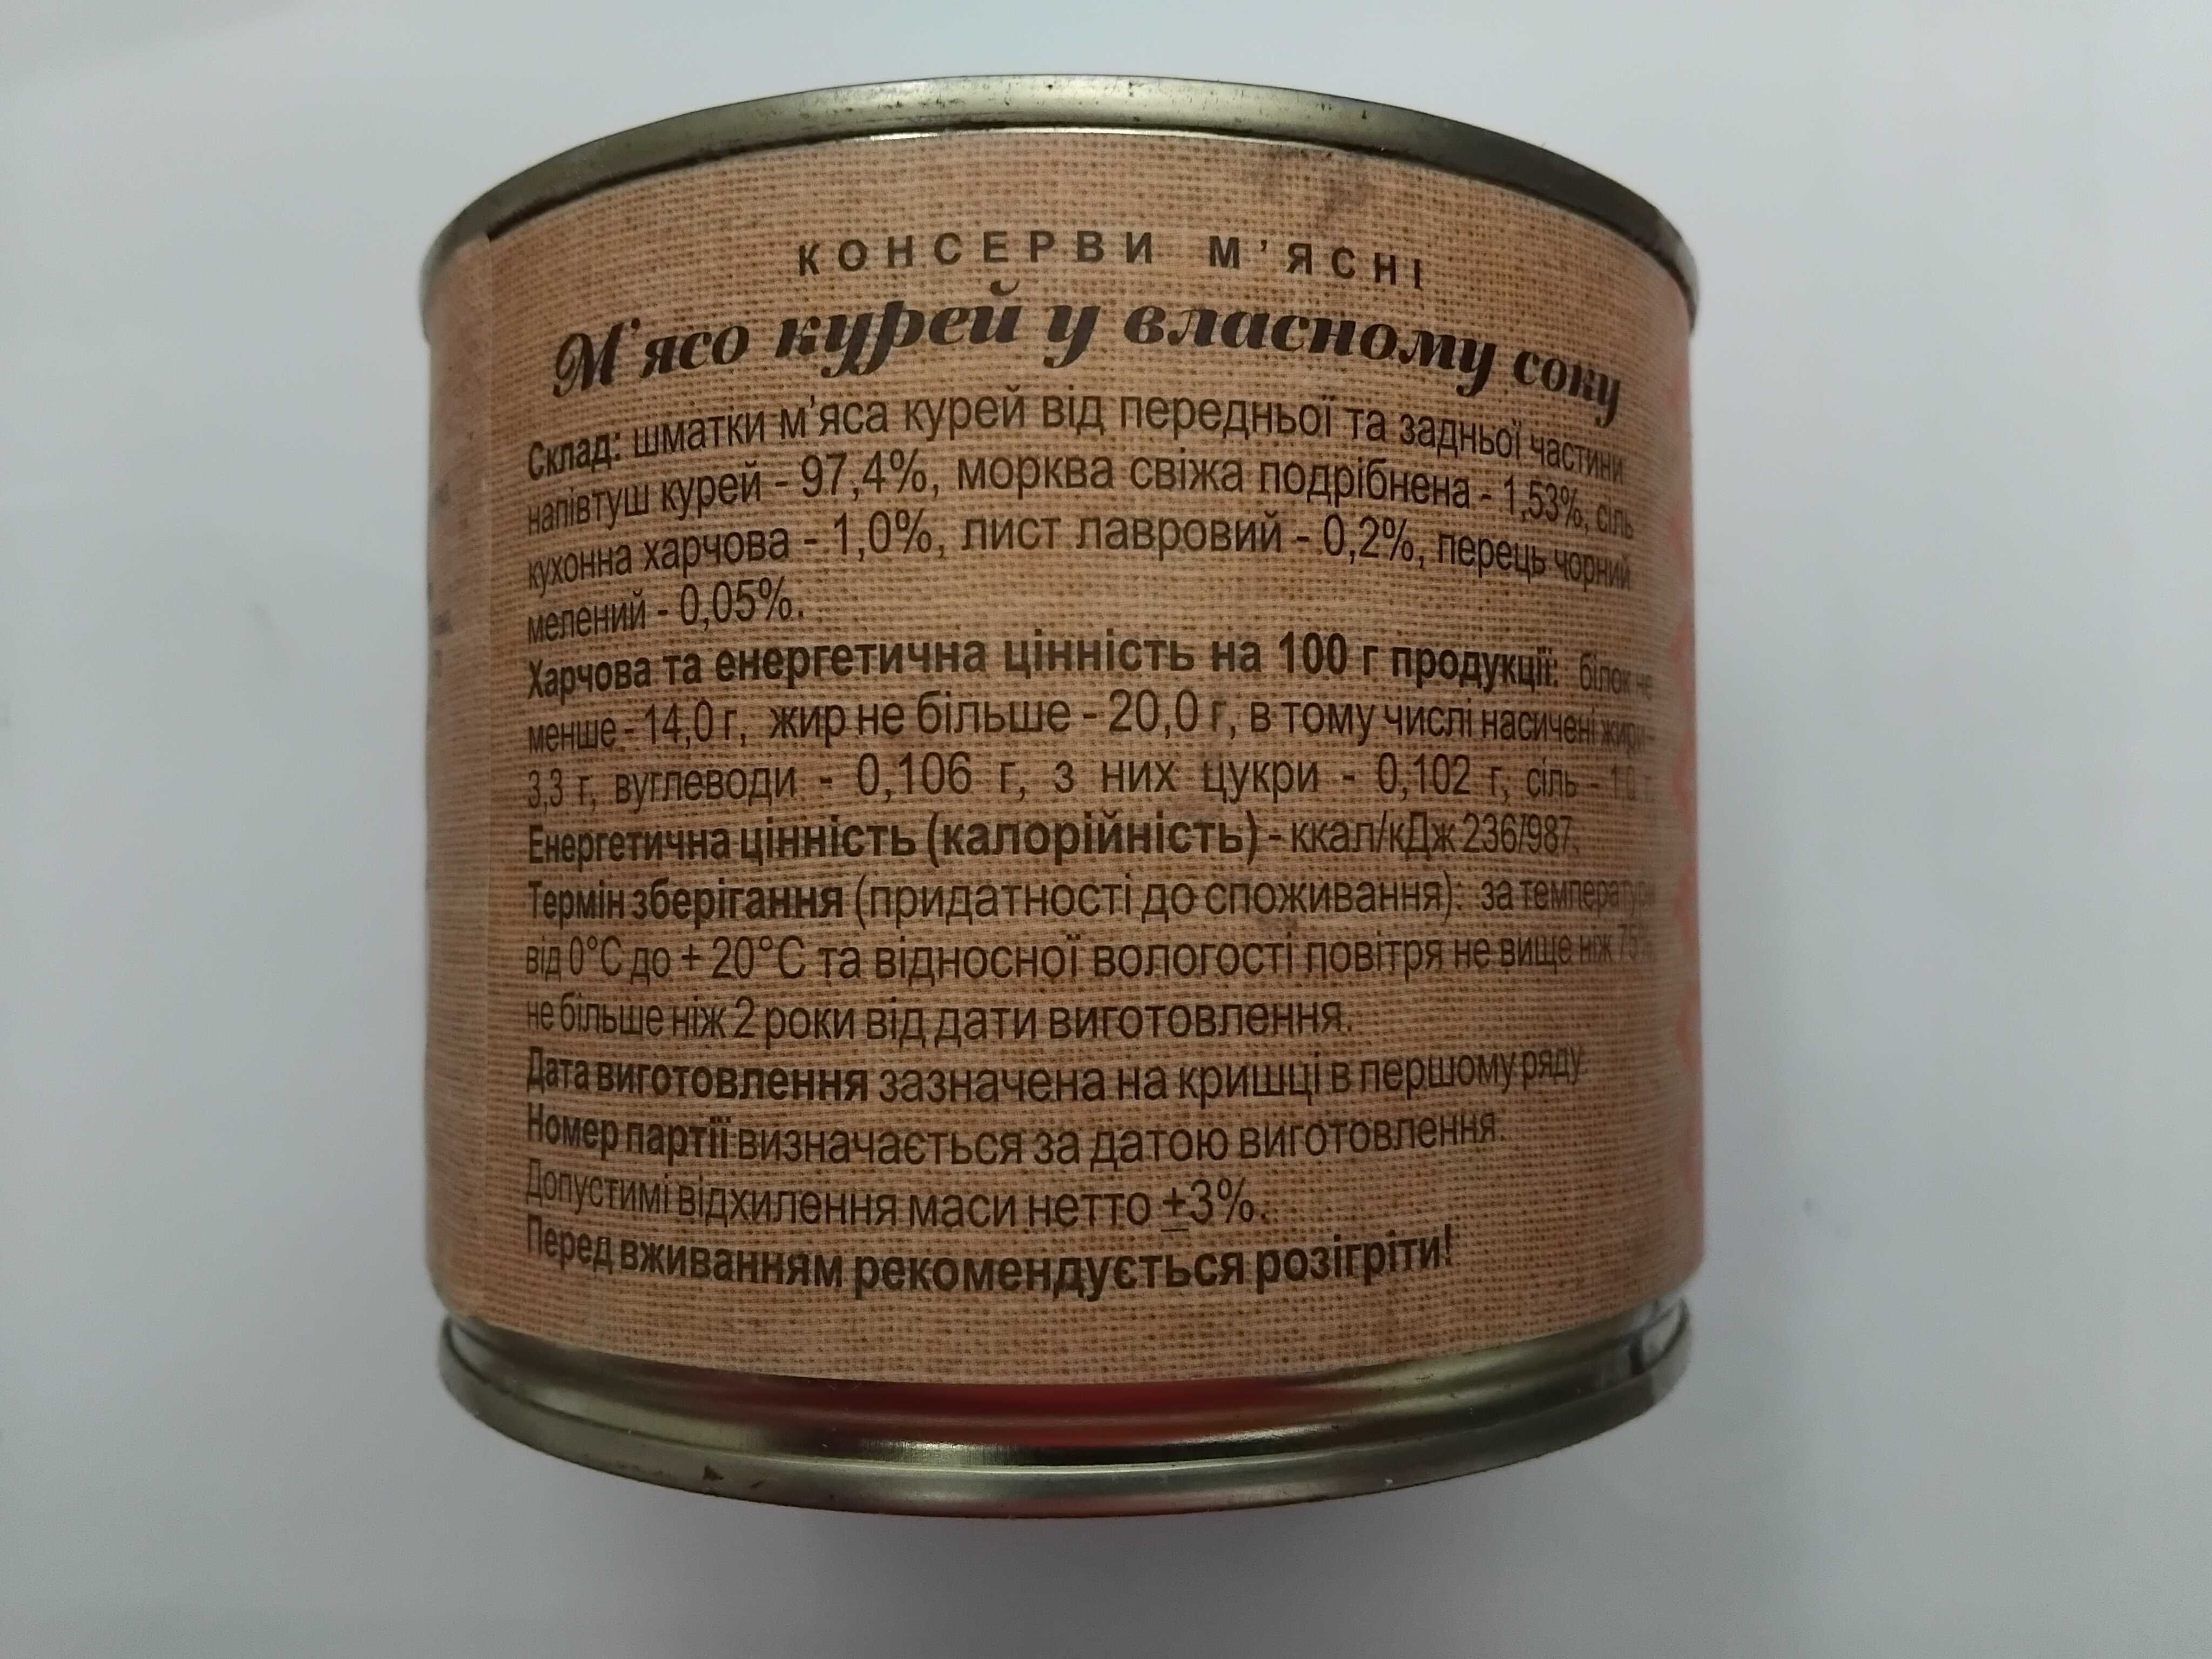 КОНСЕРВИ М'ЯСНІ
М'ясо курей у власному соку
Склад: шматки м'яса курей від передньої та задньої частини
напівтуш курей - 97,4%, морква свіжа подрібнена - 1,53%, сіль
кухонна харчова - 1,0%, лист лавровий - 0,2%, перець чорний
мелений - 0,05%.
Харчова та енергетична цінність на 100 г продукції: білок не
менше - 14,0 г, жир не більше - 20,0 г, в тому числі насичені жири -
3,3 г, вуглеводи - 0,106 г, з них цукри - 0,102 г, сіль - 1,0 г.
Енергетична цінність (калорійність) - ккал/кДж 236/987.
Термін зберігання (придатності до споживання): за температури
від 0°С до + 20°С та відносної вологості повітря не вище ніж 75%
не більше ніж 2 роки від дати виготовлення.
Дата виготовлення зазначена на кришці в першому ряду.
Номер партії визначається за датою виготовлення.
Допустимі відхилення маси нетто ±3%.
Перед вживанням рекомендується розігріти!